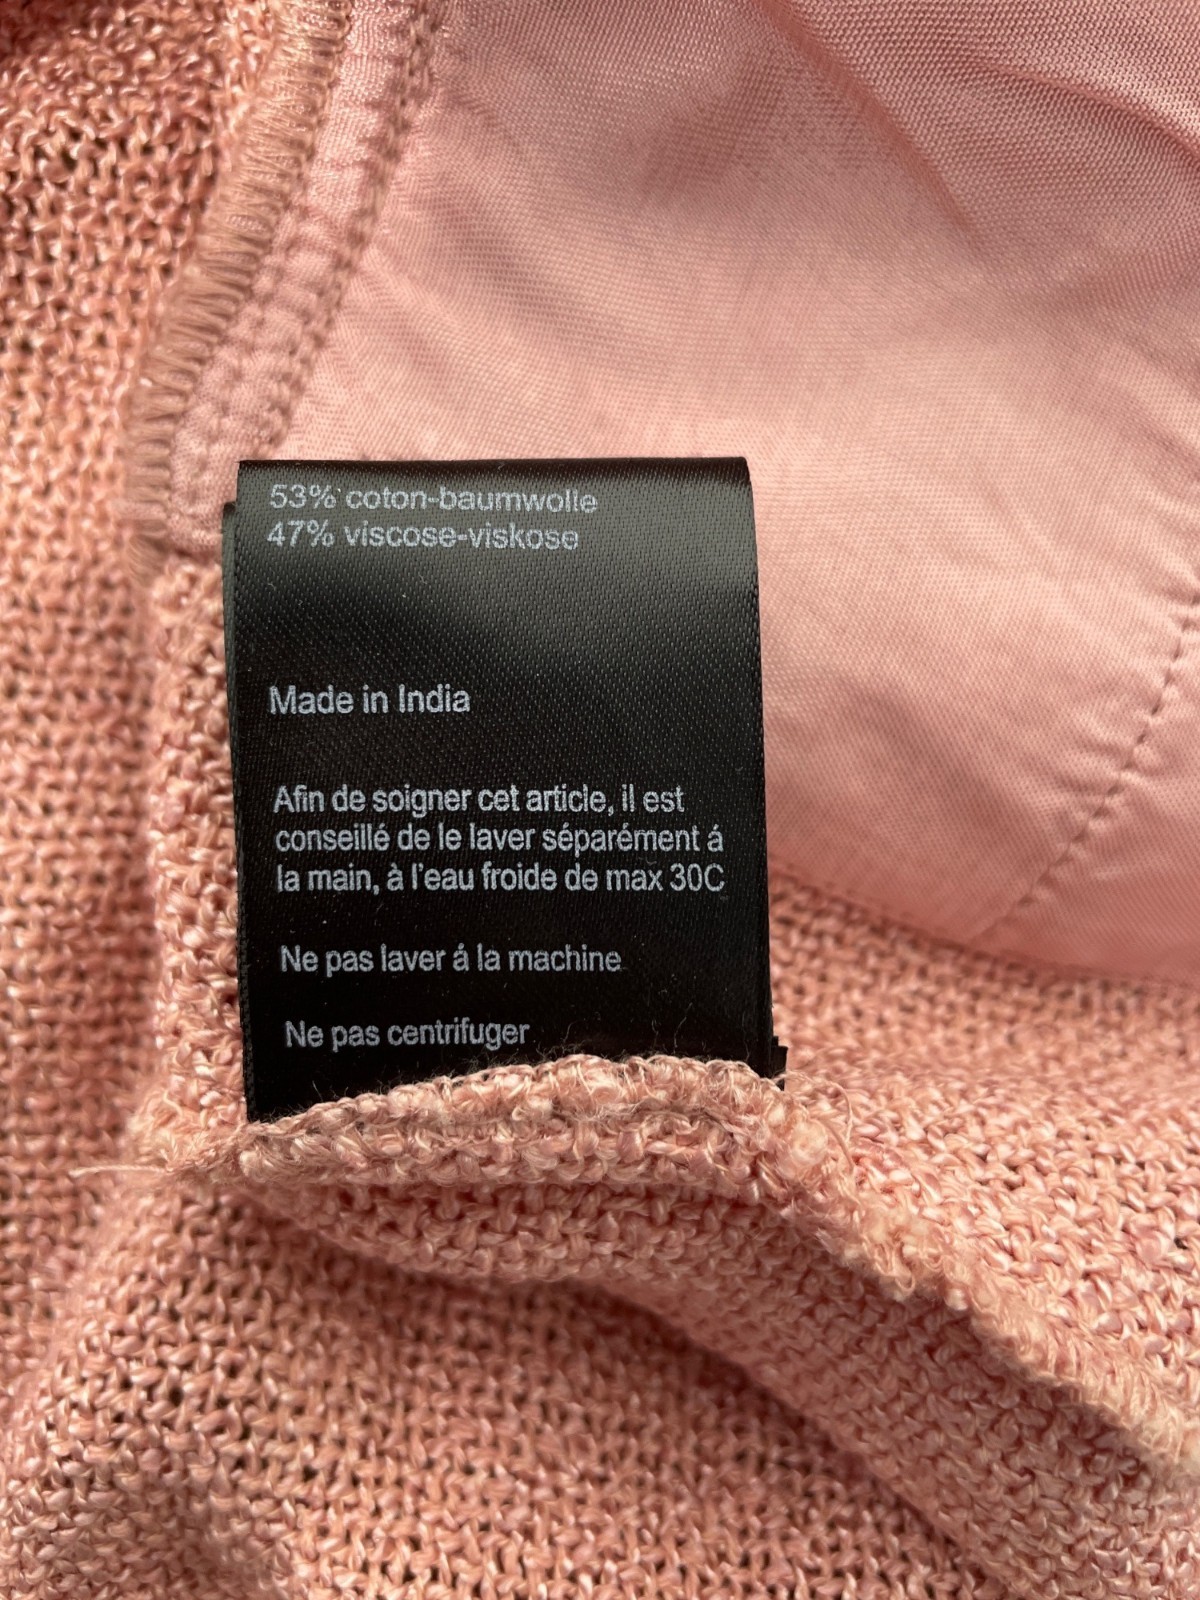 53% coton-baumwolle
47% viscose-viskose
Made in India
Afin de soigner cet article, il est
conseillé de le laver séparément á
la main, à l'eau froide de max 30C
Ne pas laver á la machine
Ne pas centrifuger